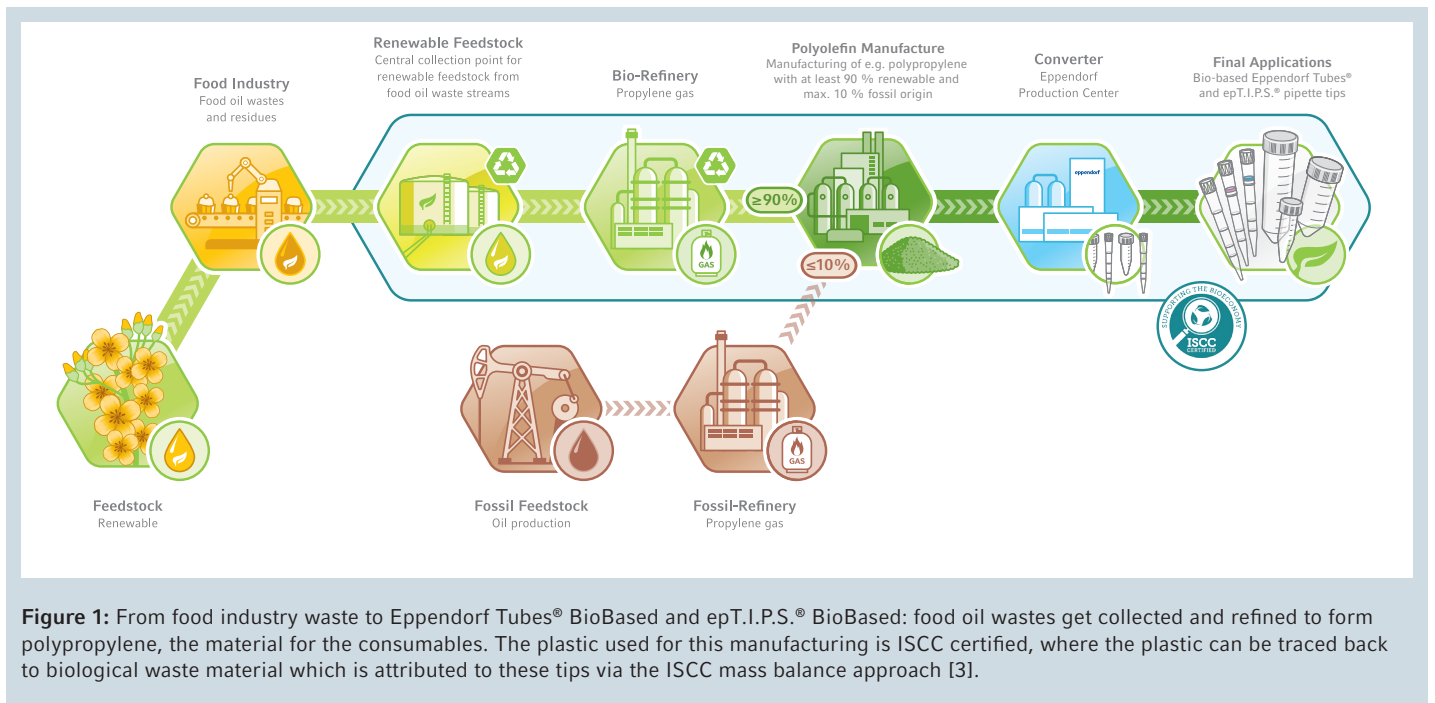 Food Industry
Food oil wastes
and residues
Renewable Feedstock
Central collection point for
renewable feedstock from
food oil waste streams
Bio-Refinery
Propylene gas
Polyolefin Manufacture
Manufacturing of e.g. polypropylene
with at least 90 % renewable and
max. 10 % fossil origin
Converter
Eppendorf
Production Center
Final Applications
Bio-based Eppendorf Tubes®
and epT.I.P.S.® pipette tips
eppendorf
≥90%
GAS
≤10%
SUPPORTING THE BIOECONOMY
ISCC
CERTIFIED
GAS
Feedstock
Renewable
Fossil Feedstock
Oil production
Fossil-Refinery
Propylene gas
Figure 1: From food industry waste to Eppendorf Tubes® BioBased and epT.I.P.S.® BioBased: food oil wastes get collected and refined to form
polypropylene, the material for the consumables. The plastic used for this manufacturing is ISCC certified, where the plastic can be traced back
to biological waste material which is attributed to these tips via the ISCC mass balance approach [3].